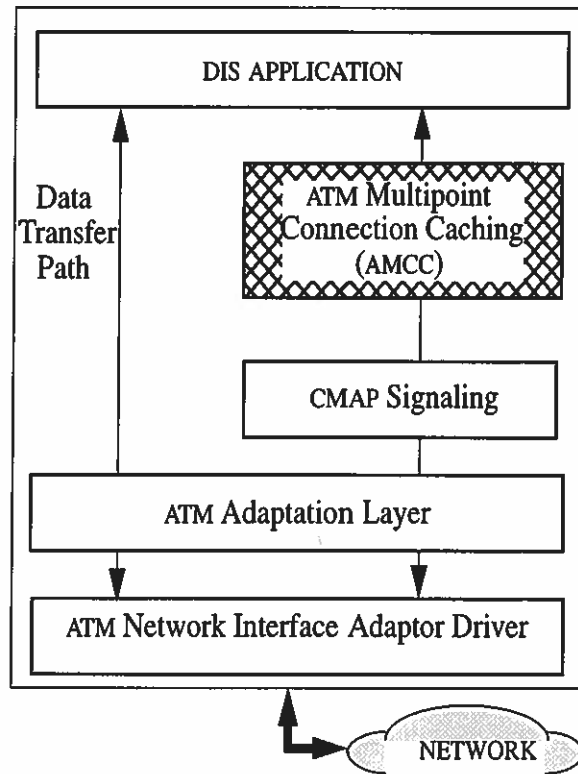 DIS APPLICATION
Data
Transfer
Path
ATM Multipoint
Connection Caching
(AMCC)
CMAP Signaling
ATM Adaptation Layer
ATM Network Interface Adaptor Driver
NETWORK